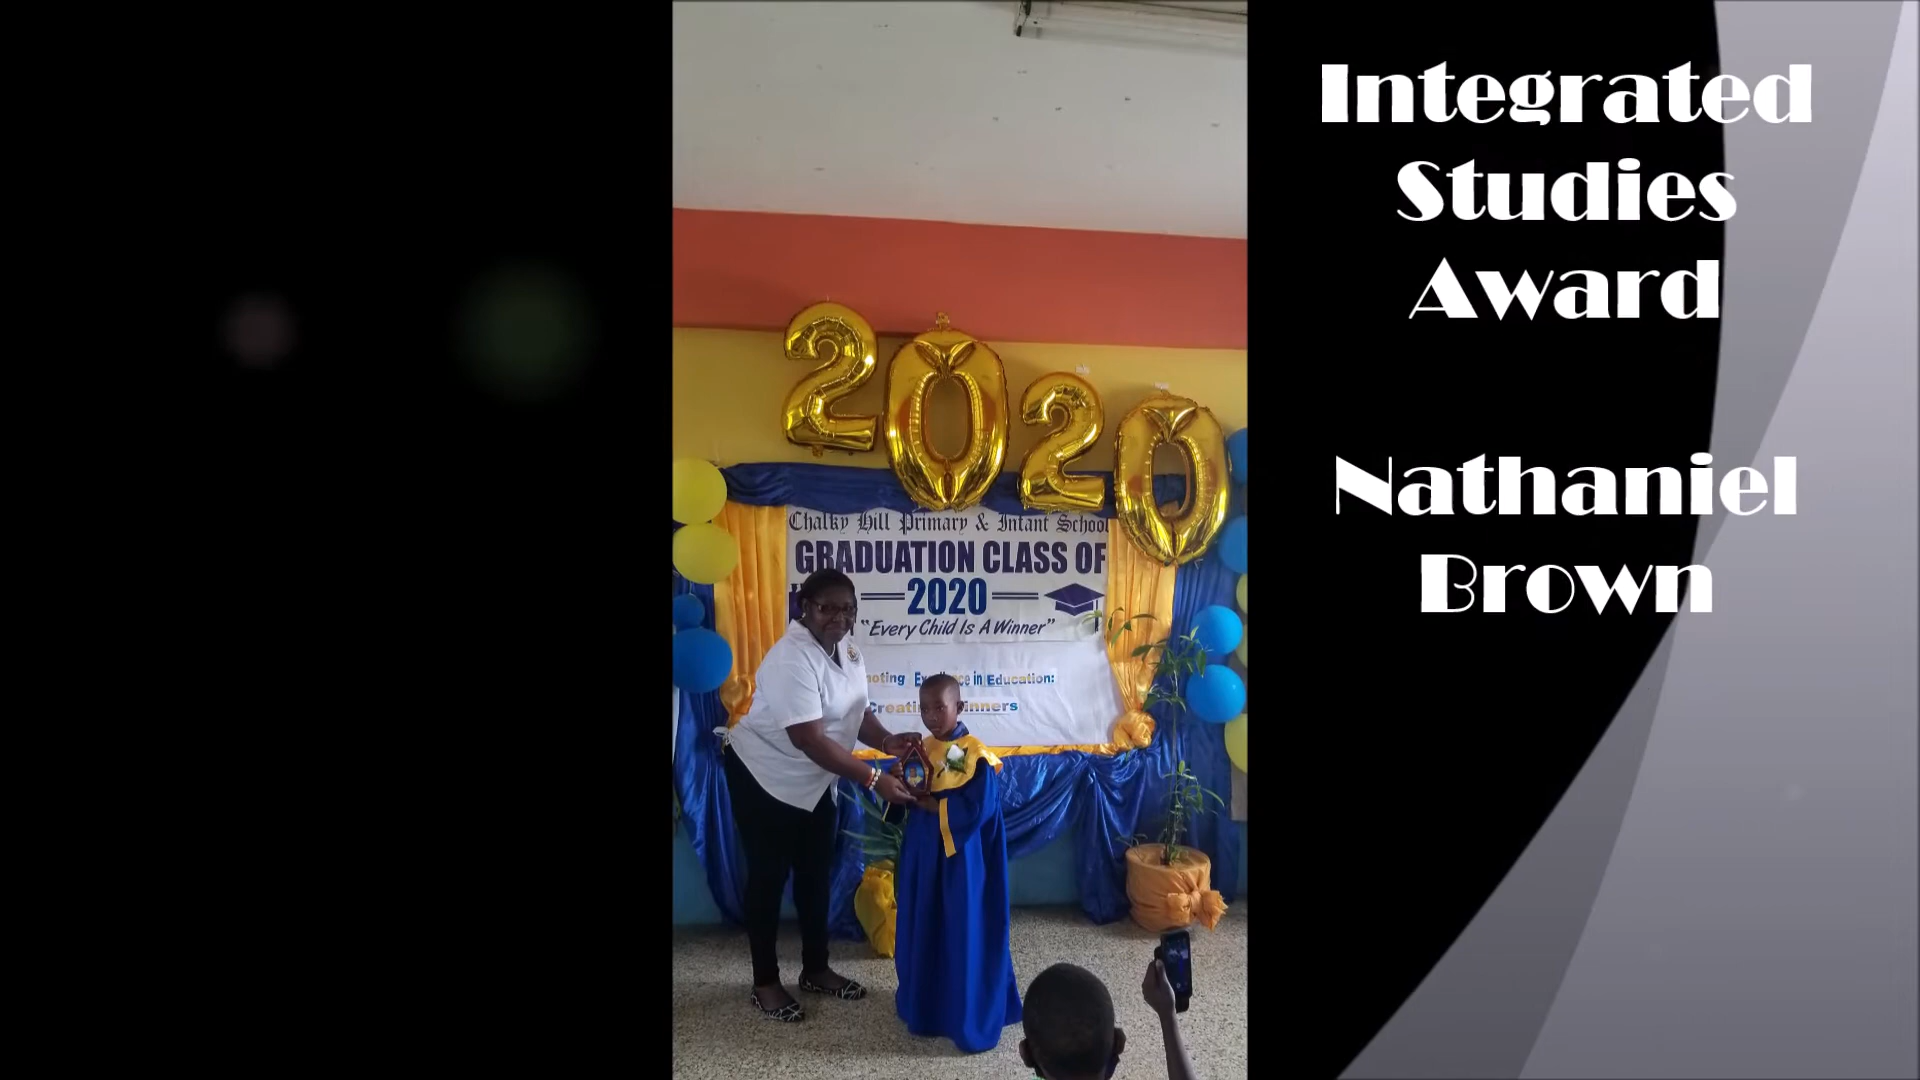 Integrated
Studies
Award
Nathaniel
Brown
2020
Chalky Hill Primary & Infant School
GRADUATION CLASS OF
2020
"Every Child Is A Winner"
in Education: